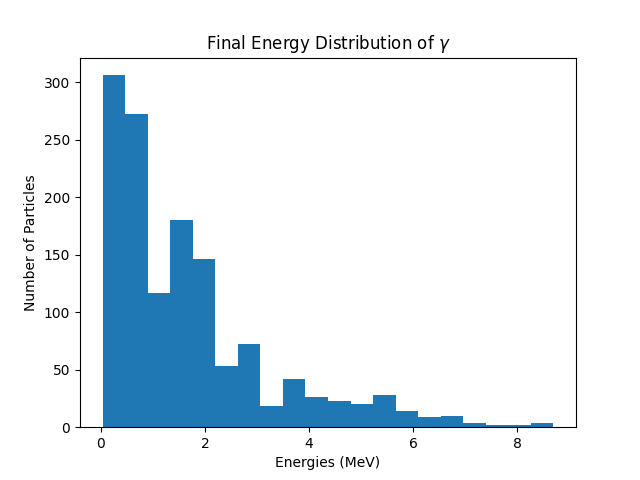 Final Energy Distribution of γ
300
250
200
150
100
50
0
Number of Particles
0 2 4 6 8
Energies (MeV)